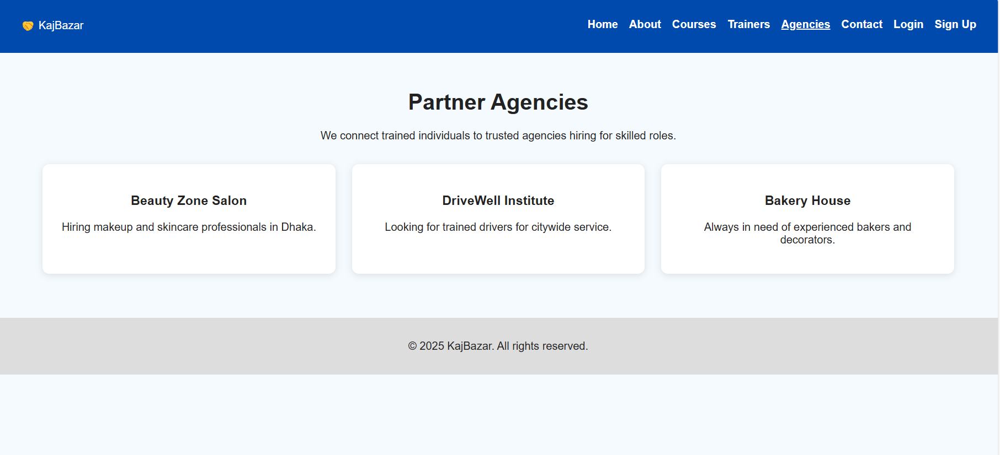 KajBazar
Home About Courses Trainers Agencies Contact Login Sign Up
Partner Agencies
We connect trained individuals to trusted agencies hiring for skilled roles.
Beauty Zone Salon
Hiring makeup and skincare professionals in Dhaka.
DriveWell Institute
Looking for trained drivers for citywide service.
Bakery House
Always in need of experienced bakers and
decorators.
© 2025 KajBazar. All rights reserved.